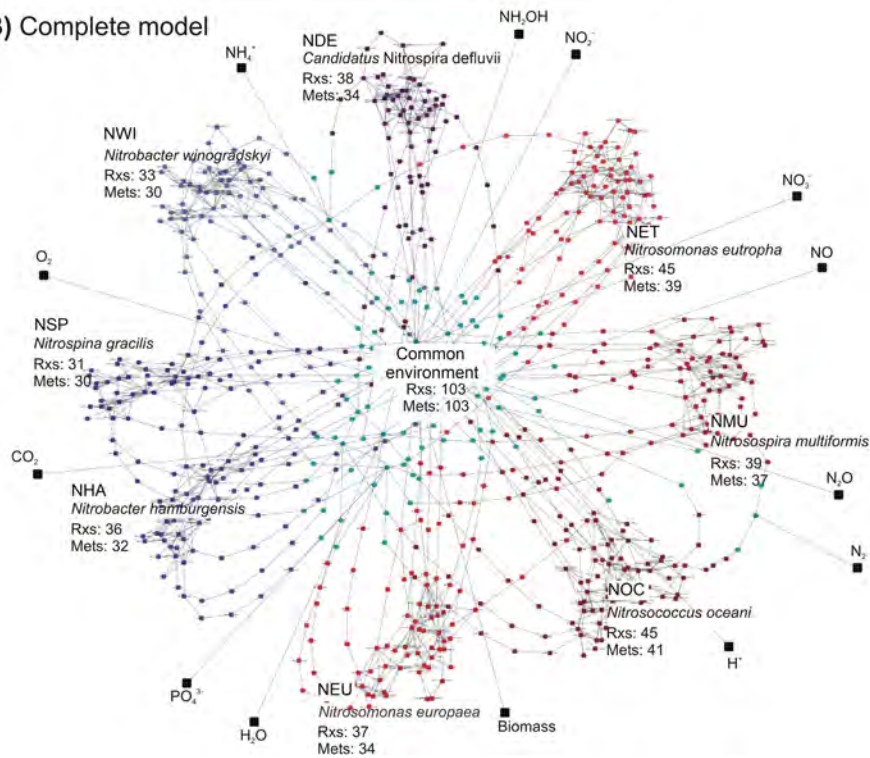 B) Complete model
NH₂OH
NO₂⁻
NH₄⁺
NDE
Candidatus Nitrospira defluvii
Rxs: 38
Mets: 34
NWI
Nitrobacter winogradskyi
Rxs: 33
Mets: 30
NO₃⁻
NET
Nitrosomonas eutropha
Rxs: 45
Mets: 39
NO
O₂
NSP
Nitrospina gracilis
Rxs: 31
Mets: 30
Common
environment
Rxs: 103
Mets: 103
NMU
Nitrosospira multiformis
Rxs: 39
Mets: 37
CO₂
NHA
Nitrobacter hamburgensis
Rxs: 36
Mets: 32
N₂O
N₂
NOC
Nitrosococcus oceani
Rxs: 45
Mets: 41
H⁺
PO₄³⁻
H₂O
NEU
Nitrosomonas europaea
Rxs: 37
Mets: 34
Biomass